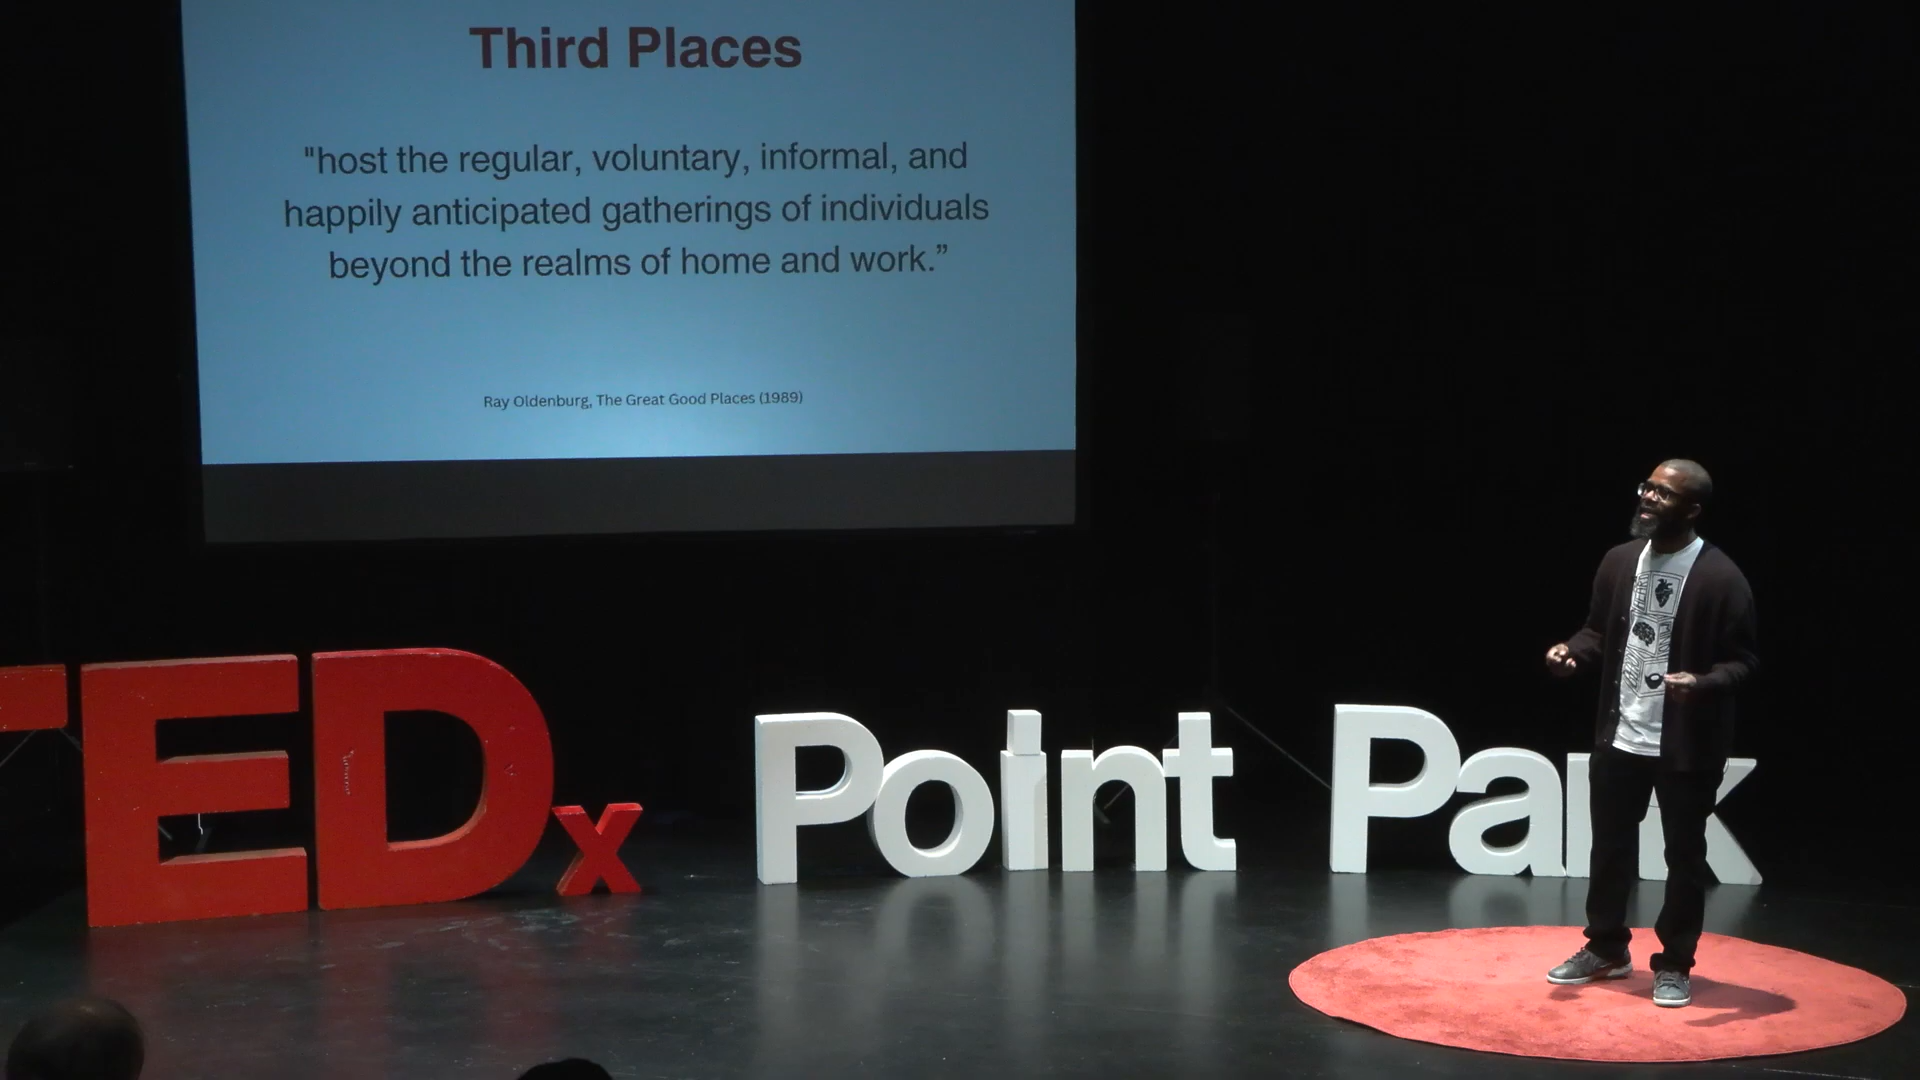 Third Places
"host the regular, voluntary, informal, and
happily anticipated gatherings of individuals
beyond the realms of home and work.”
Ray Oldenburg, The Great Good Places (1989)
TEDx Point Park